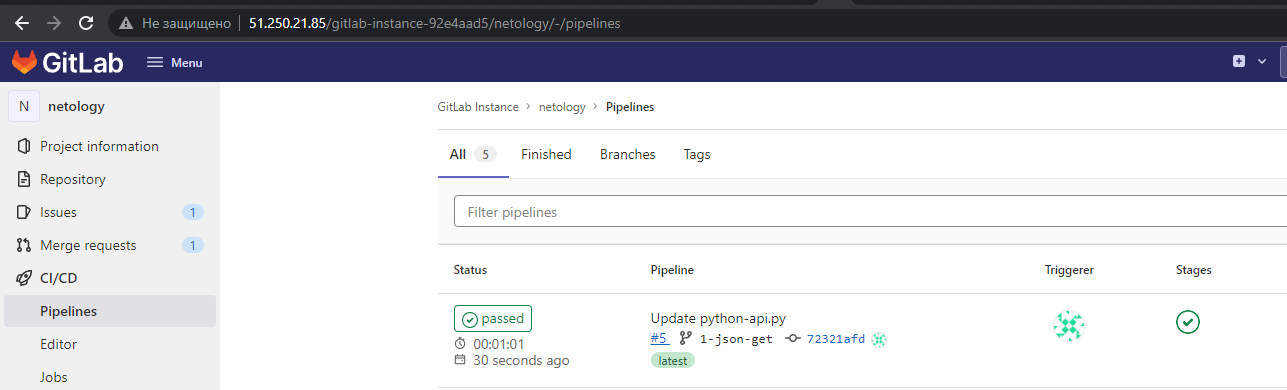 Не защищено 51.250.21.85/gitlab-instance-92e4aad5/netology/-/pipelines
GitLab Menu
N netology
Project information
Repository
Issues 1
Merge requests 1
CI/CD
Pipelines
Editor
Jobs
GitLab Instance > netology > Pipelines
All 5 Finished Branches Tags
Filter pipelines
Status Pipeline Triggerer Stages
passed
00:01:01
30 seconds ago
Update python-api.py
#5 1-json-get 72321afd
latest